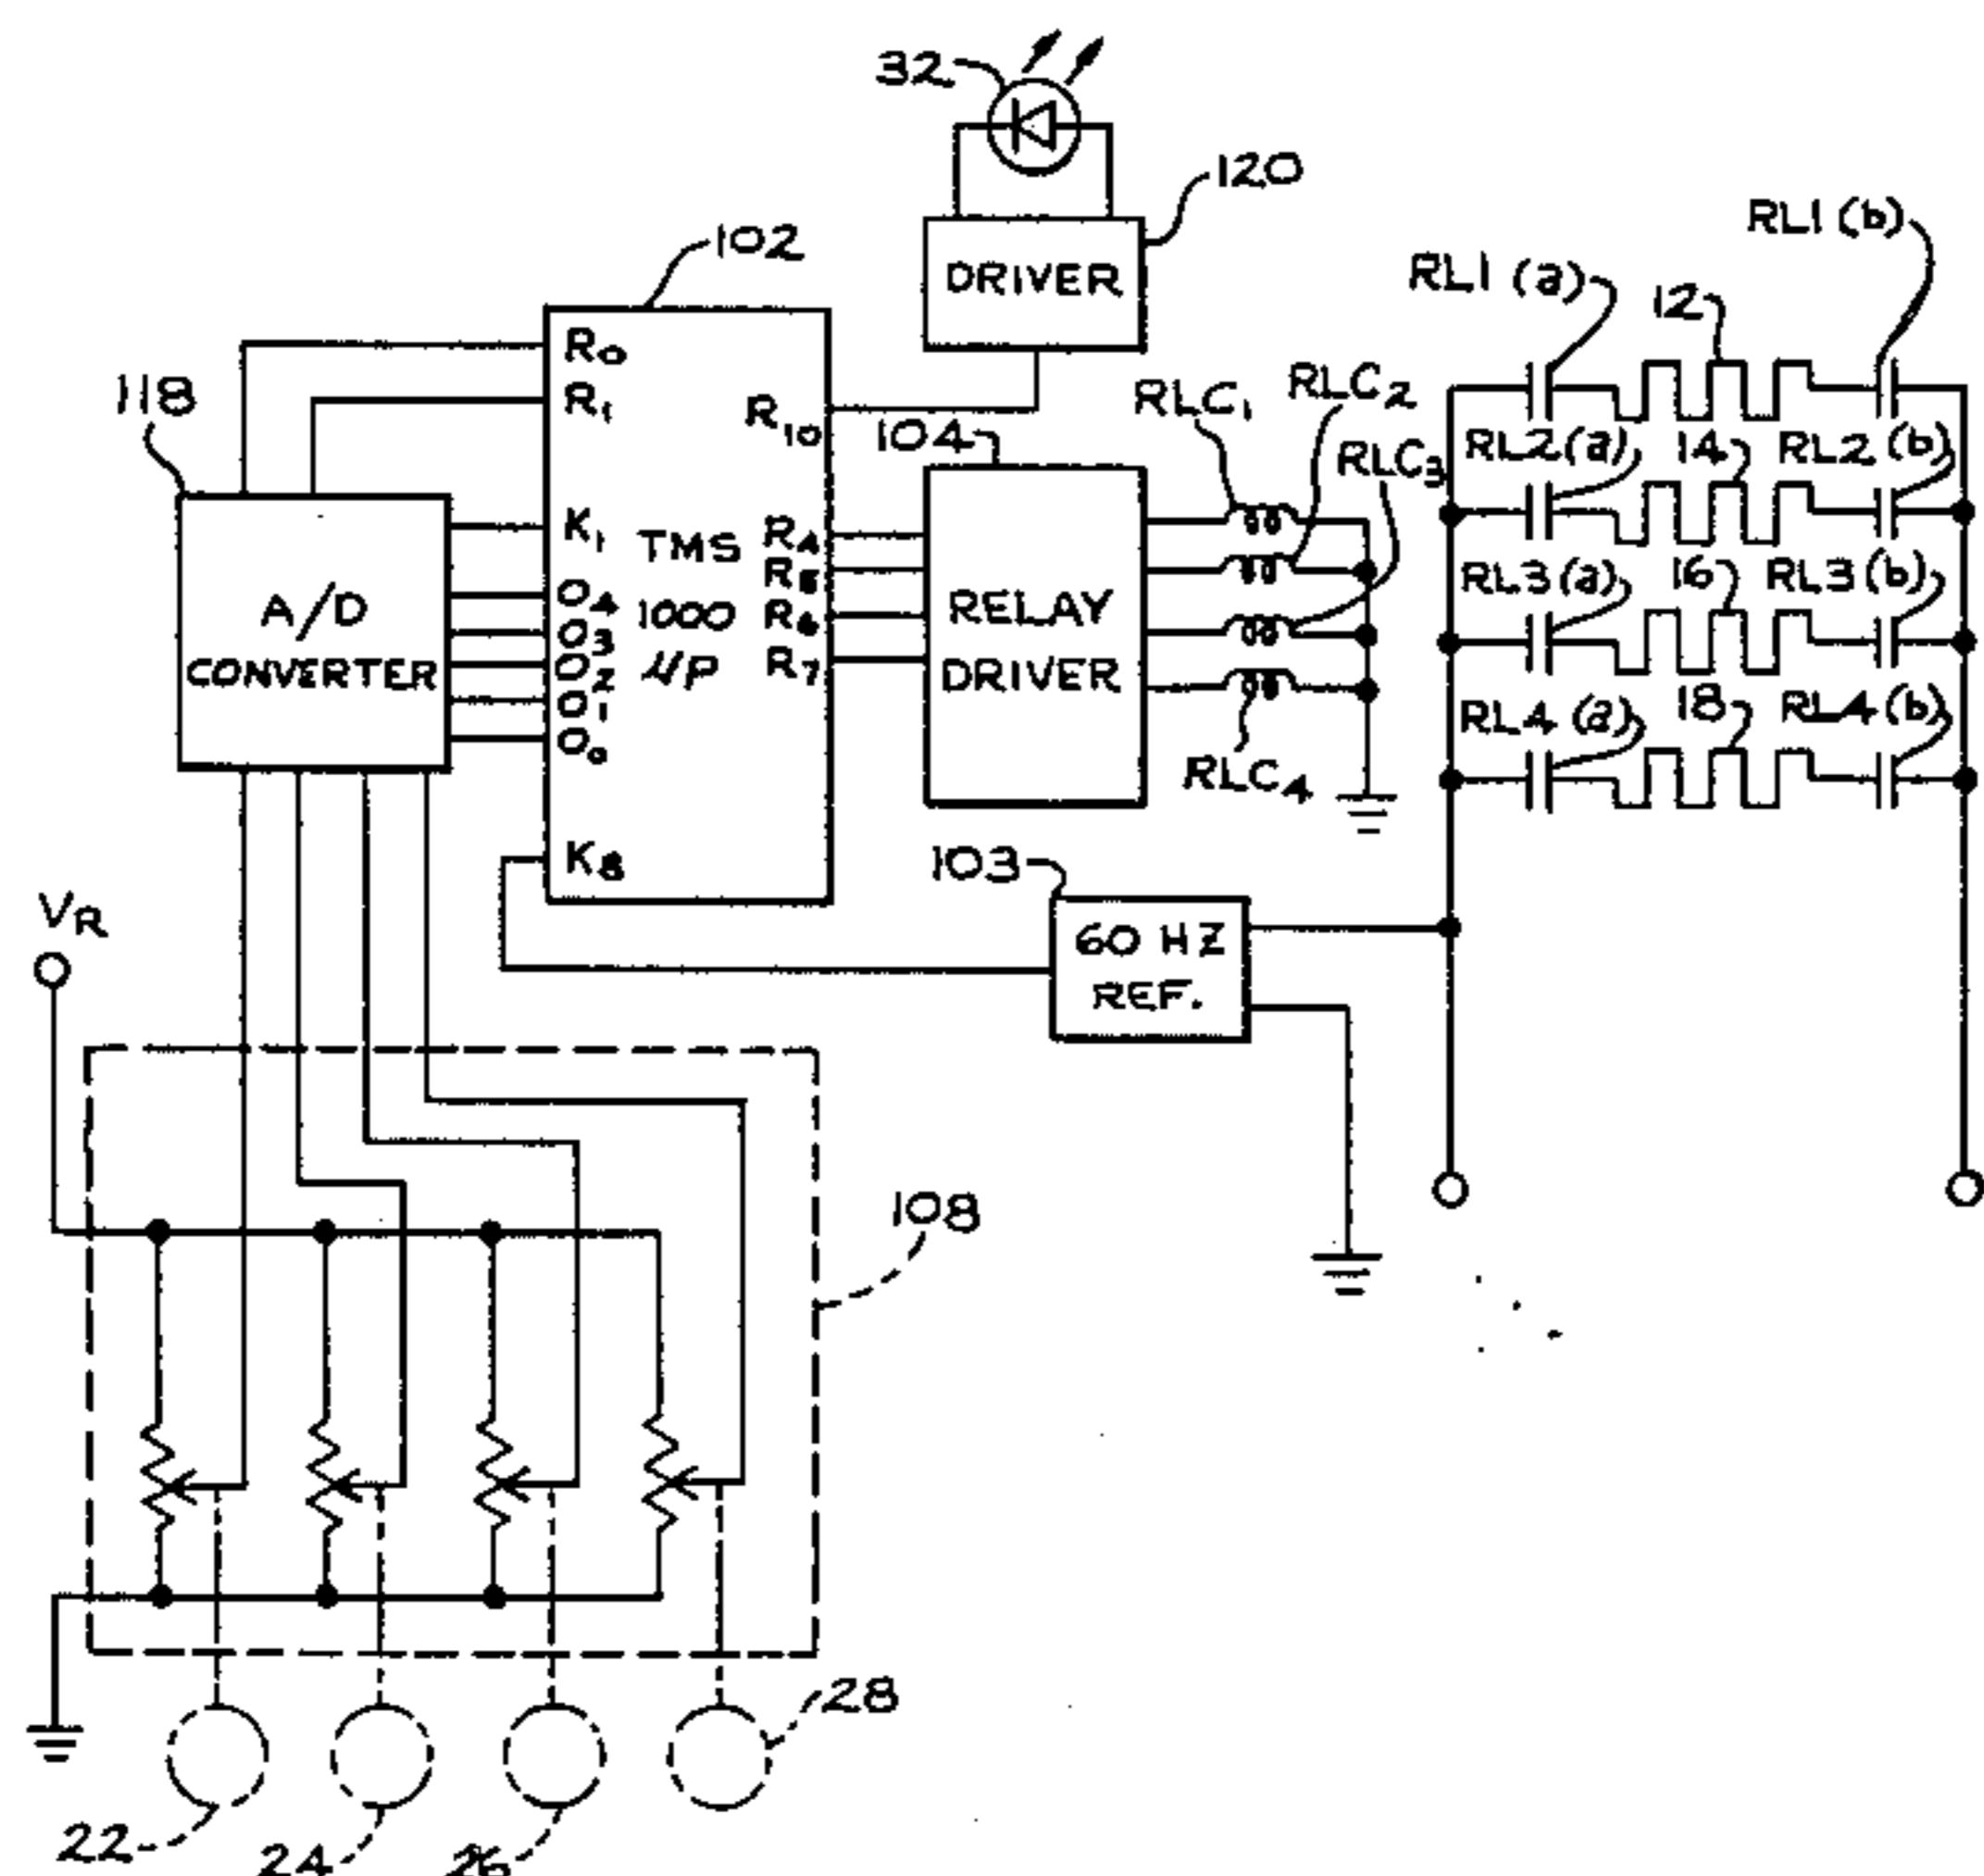 32
120
RL1 (b)
102
DRIVER
RL1 (a)
12
R0
118
R1
R10
RLC1
RLC2
104
RLC3
RL2 (a)
14
RL2 (b)
K1
TMS
R4
A/D
O4
1000
R5
RELAY
RL3 (a)
16
RL3 (b)
O3
R6
CONVERTER
O2
μP
R7
DRIVER
O1
RL4 (a)
18
RL4 (b)
O0
RLC4
K8
103
VR
60 HZ
REF.
108
28
22
24
26